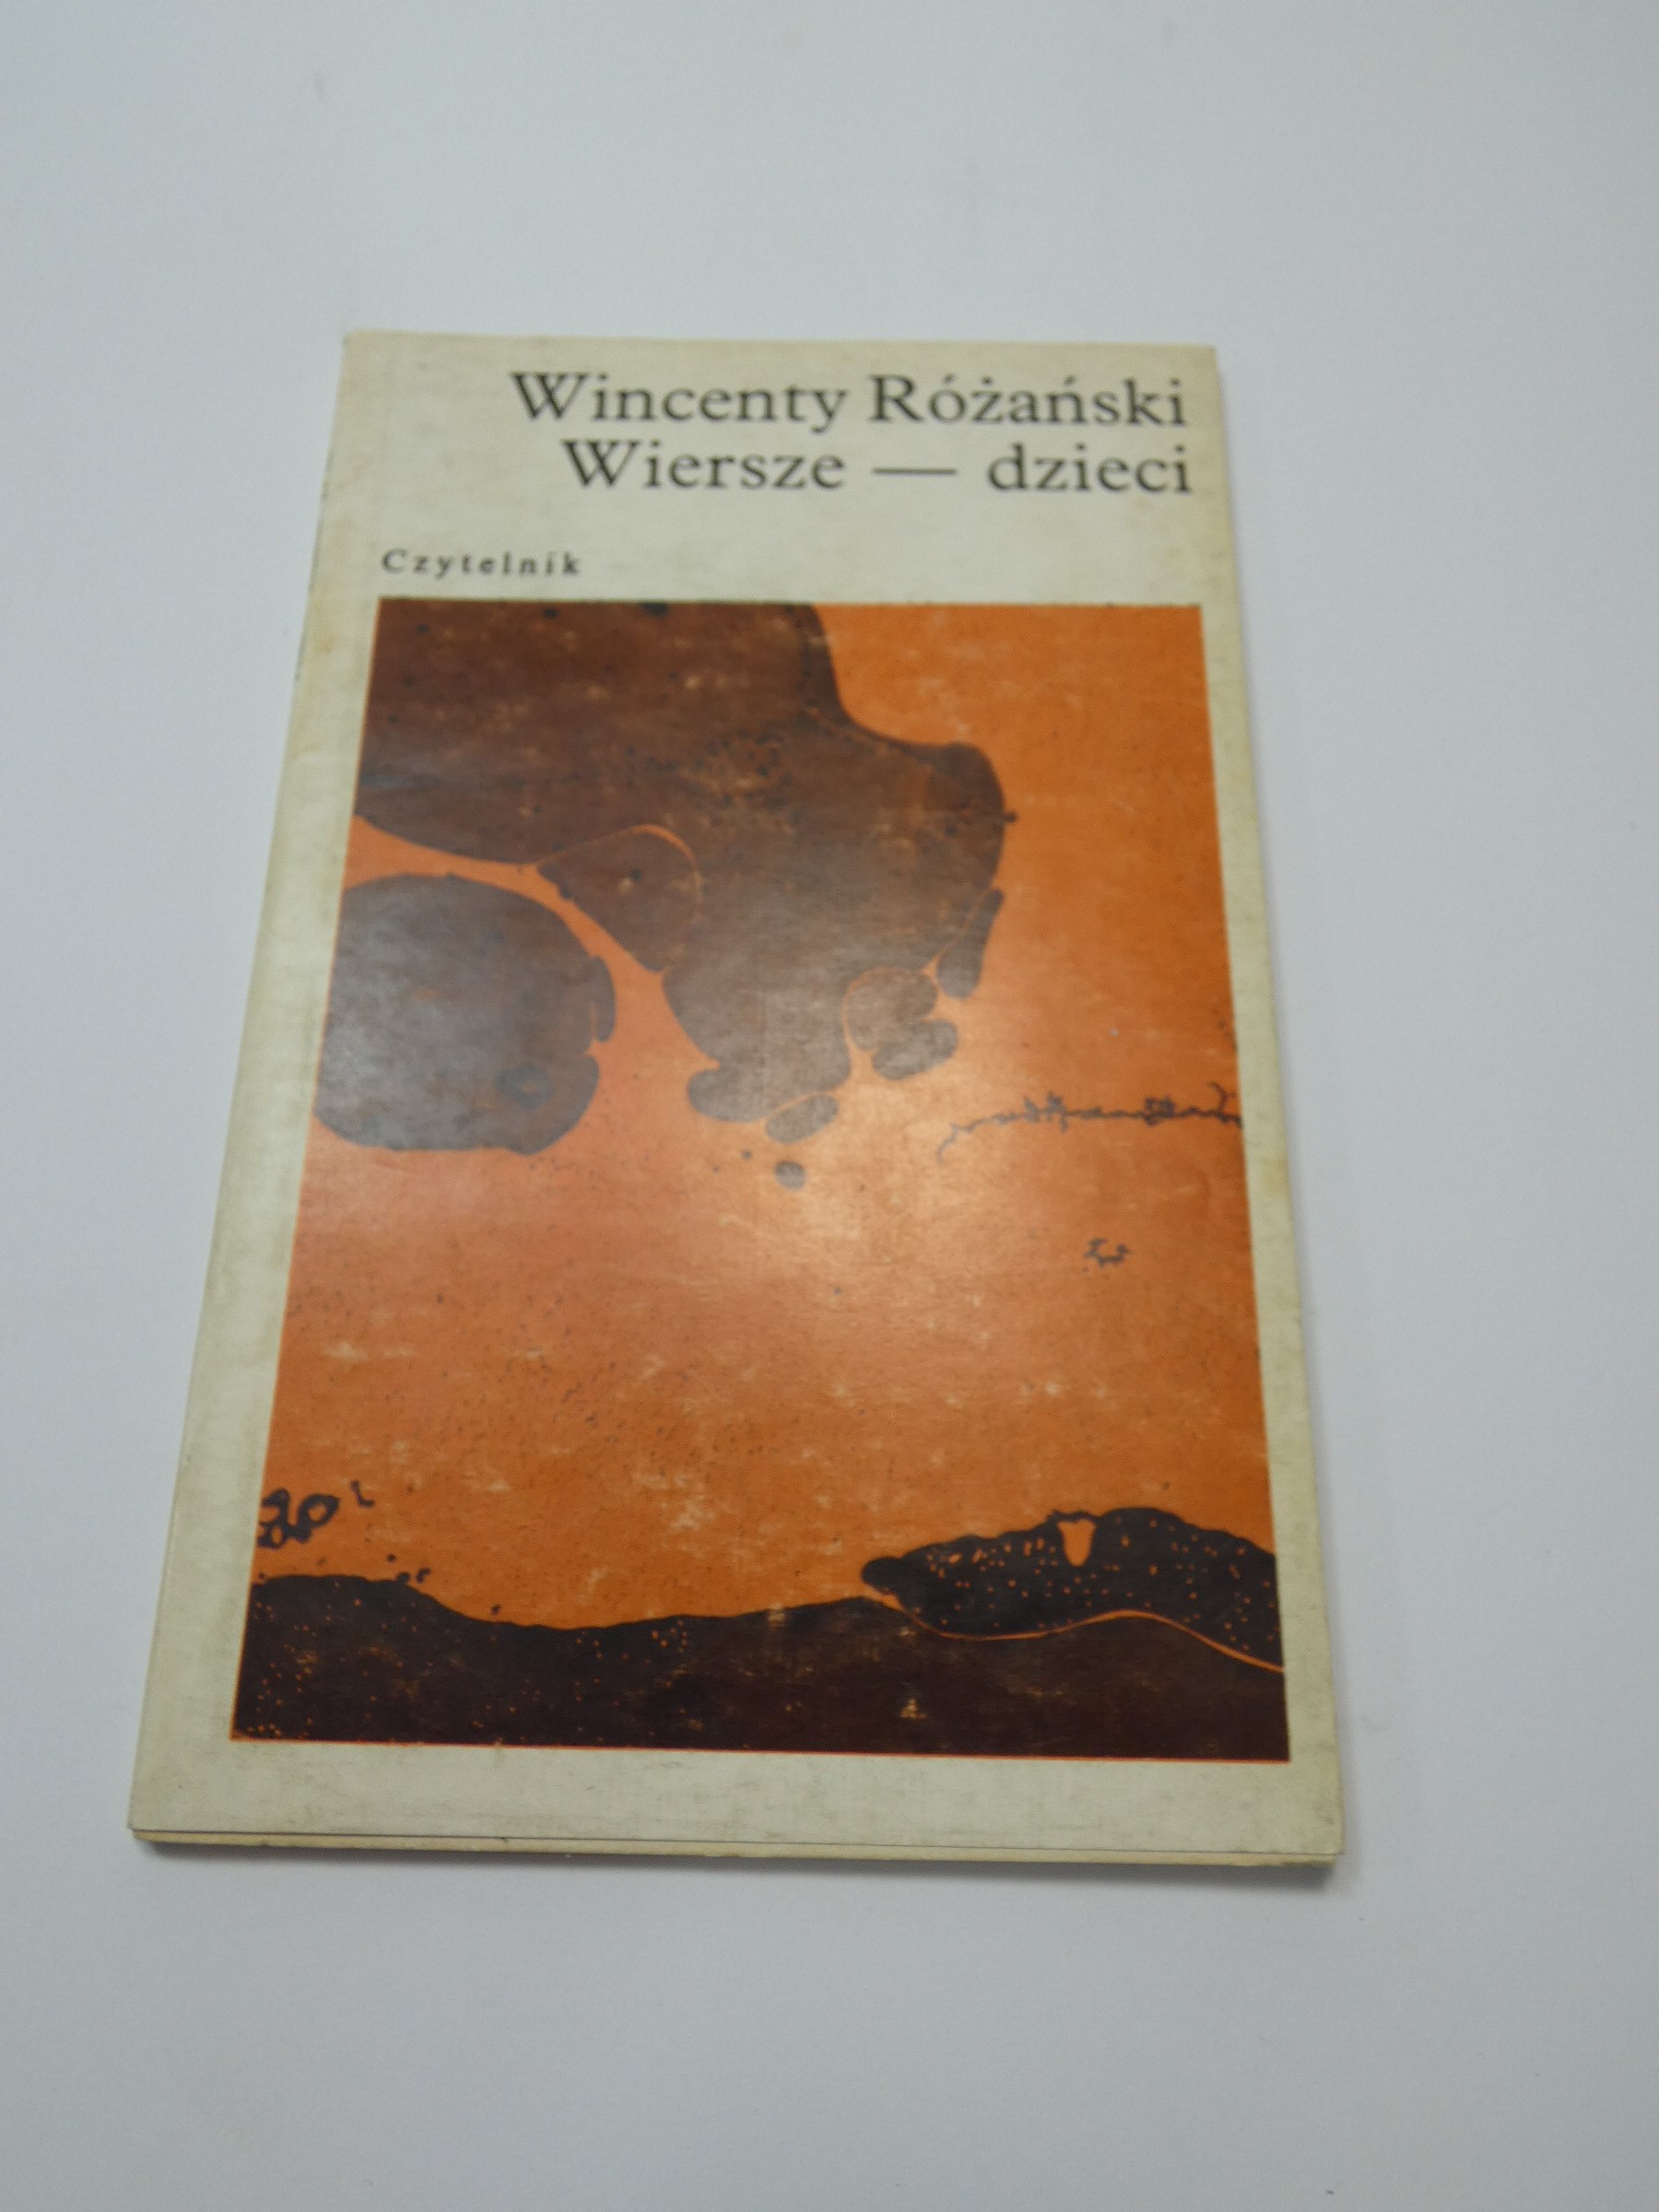 Wincenty Różański
Wiersze — dzieci
Czytelnik